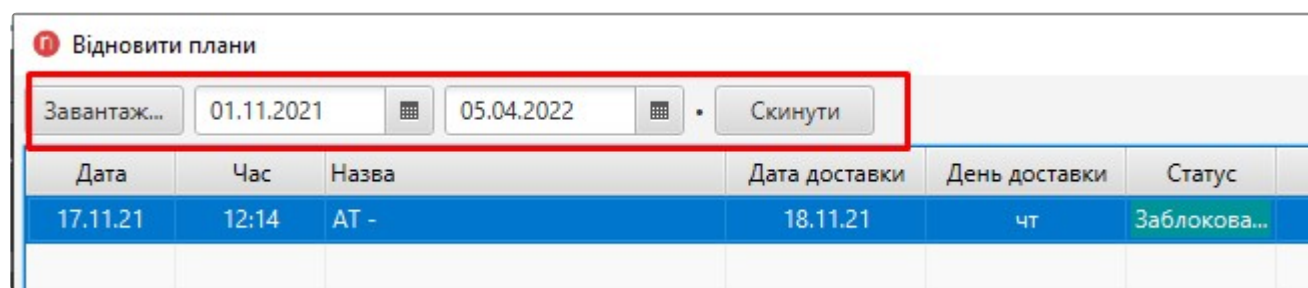 Відновити плани
Завантаж... 01.11.2021 05.04.2022 • Скинути
Дата Час Назва Дата доставки День доставки Статус
17.11.21 12:14 АТ - 18.11.21 чт Заблокова...